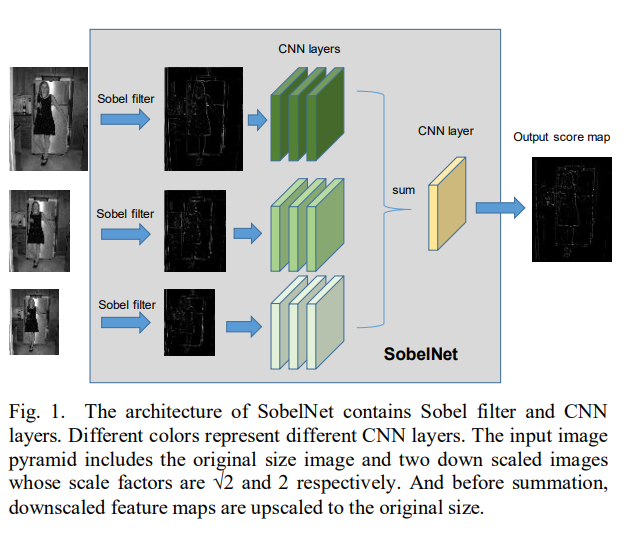 CNN layers
Sobel filter
CNN layer
Output score map
sum
Sobel filter
Sobel filter
SobelNet
Fig. 1. The architecture of SobelNet contains Sobel filter and CNN
layers. Different colors represent different CNN layers. The input image
pyramid includes the original size image and two down scaled images
whose scale factors are √2 and 2 respectively. And before summation,
downscaled feature maps are upscaled to the original size.